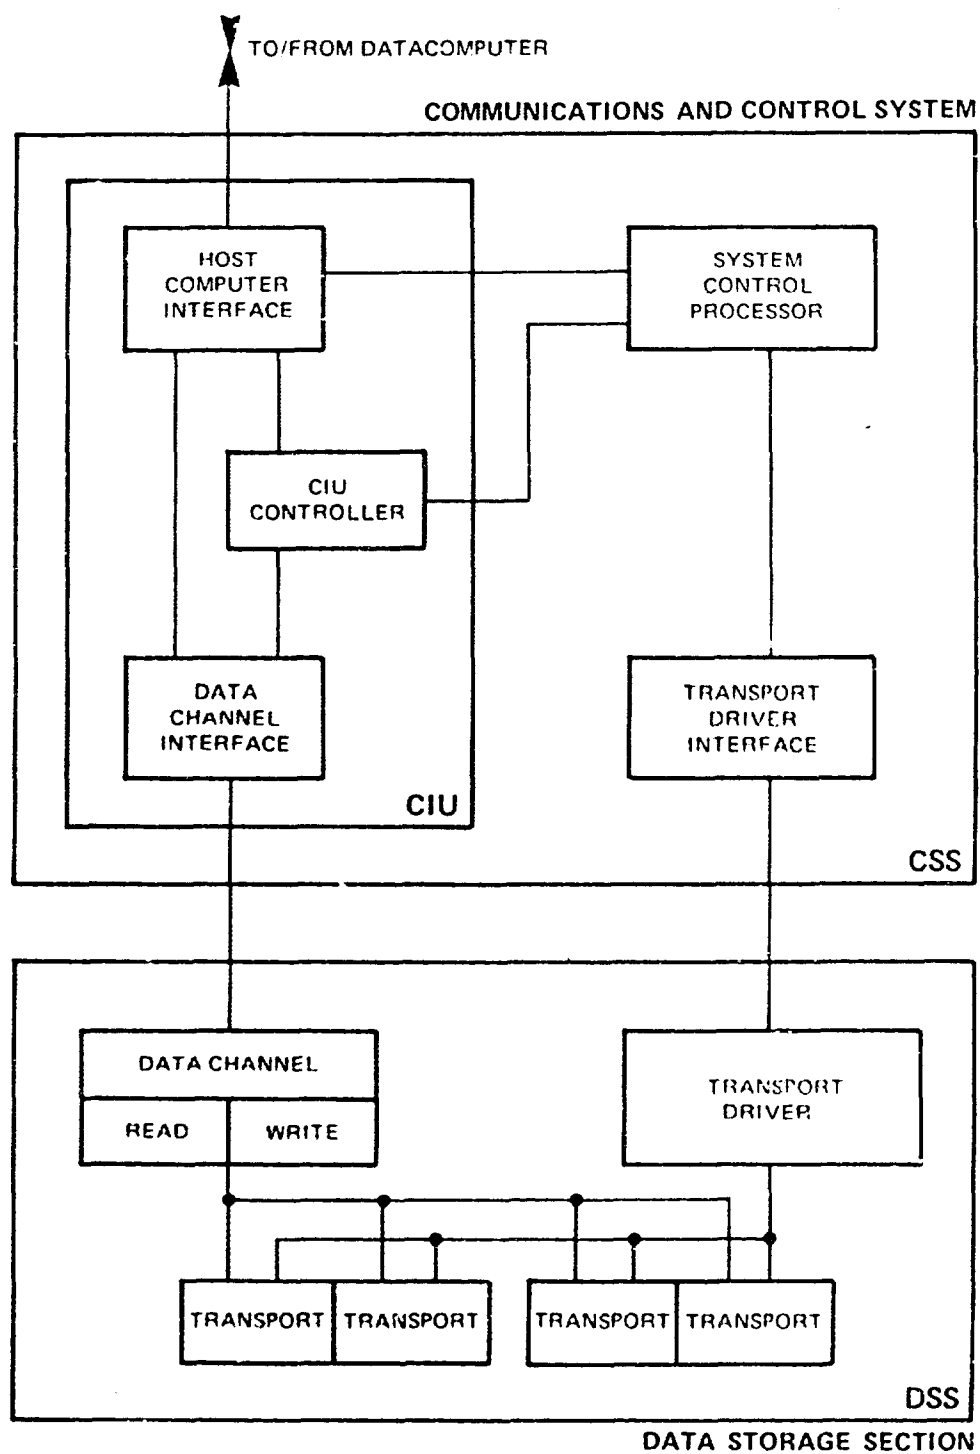 TO/FROM DATACOMPUTER
COMMUNICATIONS AND CONTROL SYSTEM
HOST
COMPUTER
INTERFACE
SYSTEM
CONTROL
PROCESSOR
CIU
CONTROLLER
DATA
CHANNEL
INTERFACE
TRANSPORT
DRIVER
INTERFACE
CIU
CSS
DATA CHANNEL
READ
WRITE
TRANSPORT
DRIVER
TRANSPORT
TRANSPORT
TRANSPORT
TRANSPORT
DSS
DATA STORAGE SECTION